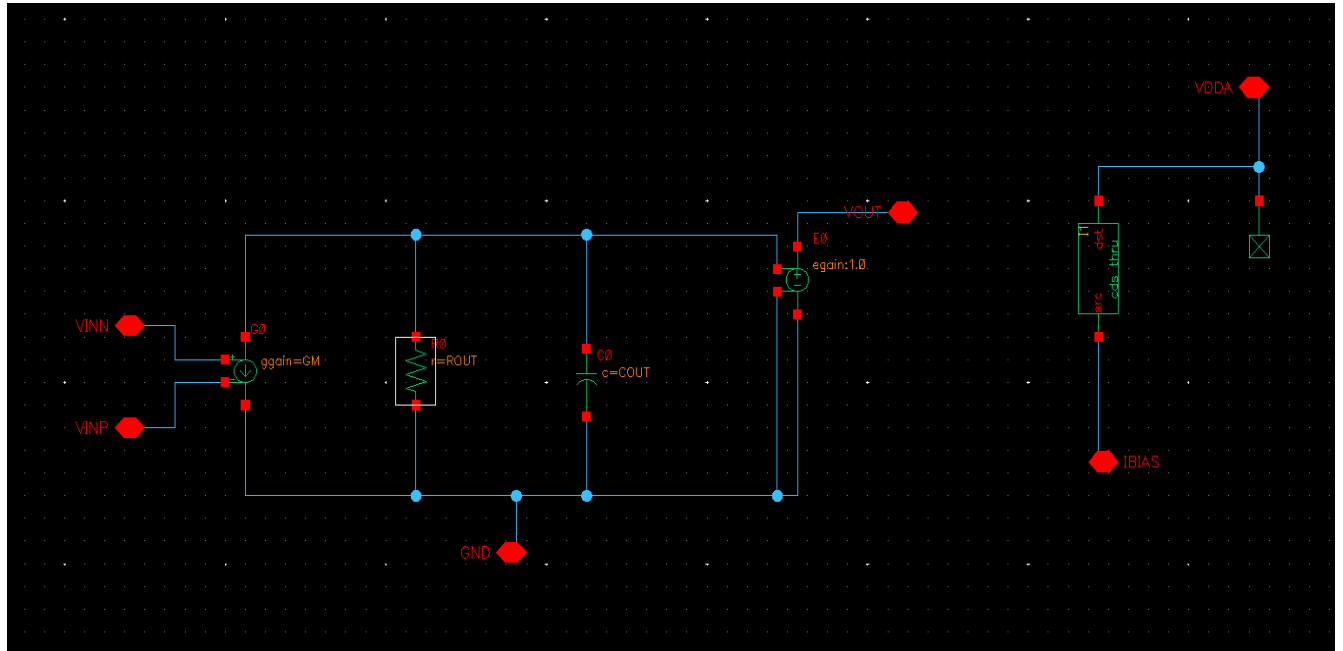 VDDA
VOUT
E0
egain:1.0
I1
dst
cds_thru
src
VINN
G0
ggain=GM
R0
r=ROUT
C0
c=COUT
VINP
IBIAS
GND